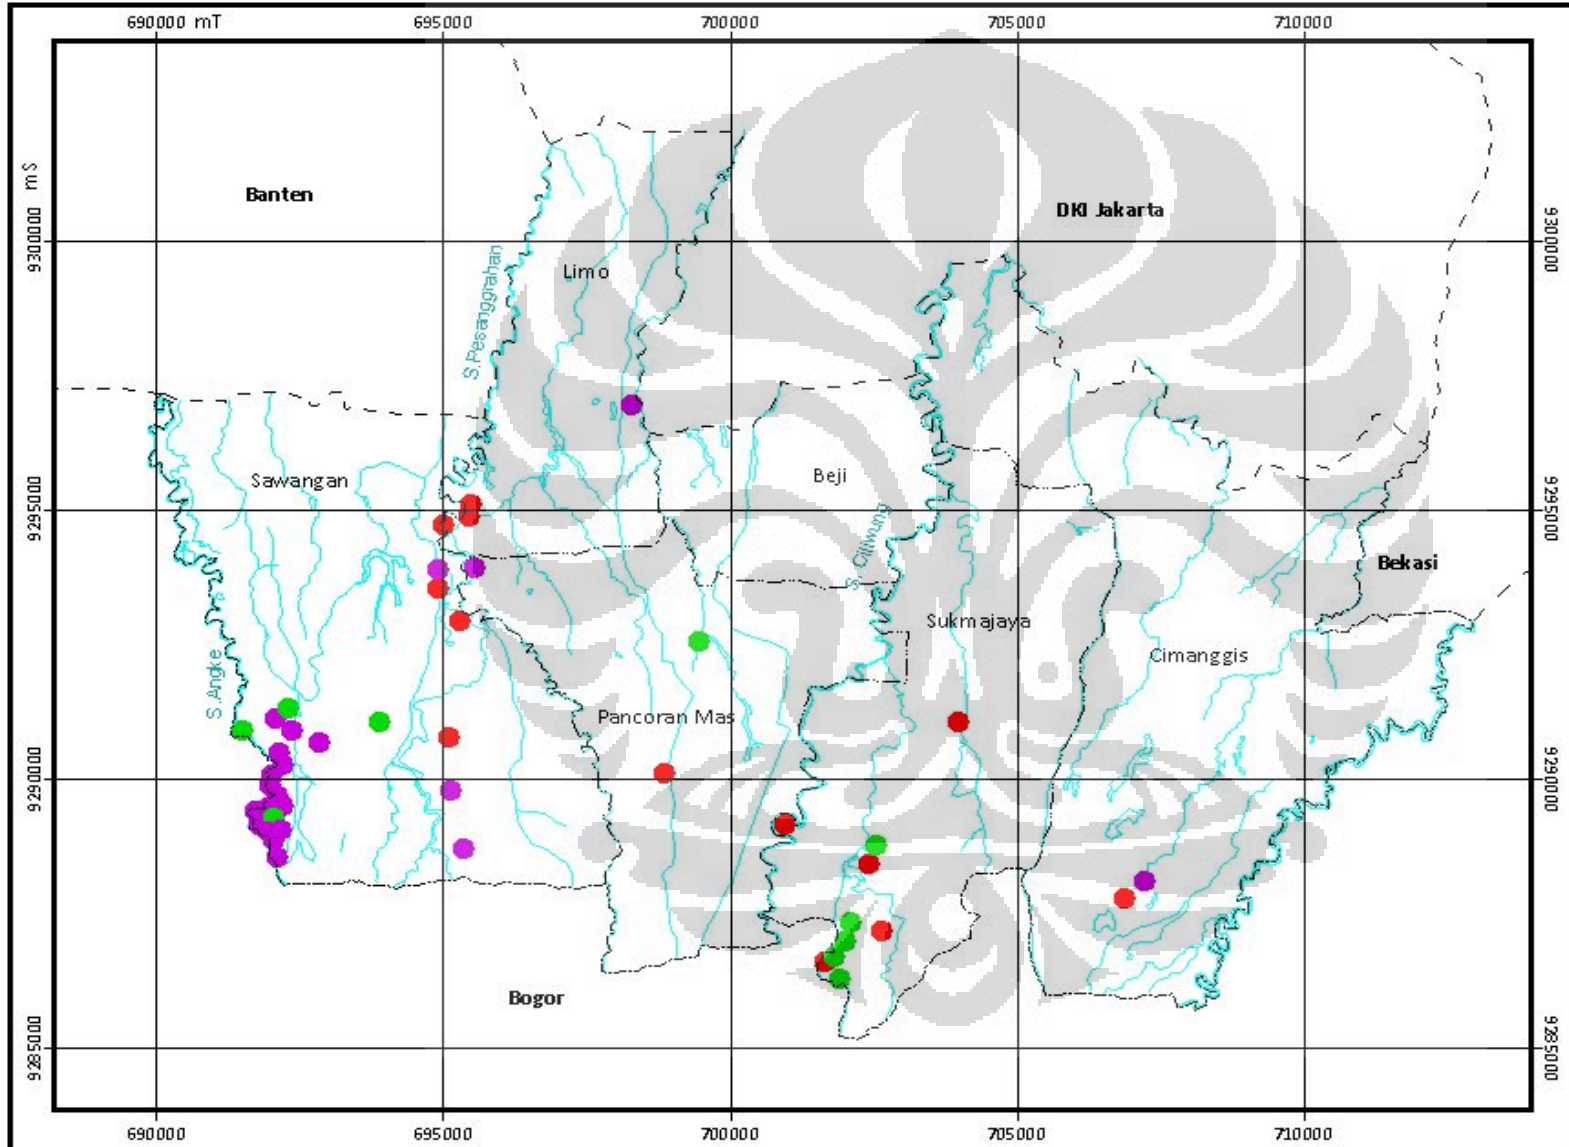 690000 mT
695000
700000
705000
710000
9300000 mS
Banten
DKI Jakarta
9300000
Limo
S.Pesanggrahan
Sawangan
Beji
9295000
9295000
S. Ciliwung
Bekasi
Sukmajaya
Cimanggis
S.Angke
Pancoran Mas
9290000
9290000
Bogor
9285000
9285000
690000
695000
700000
705000
710000